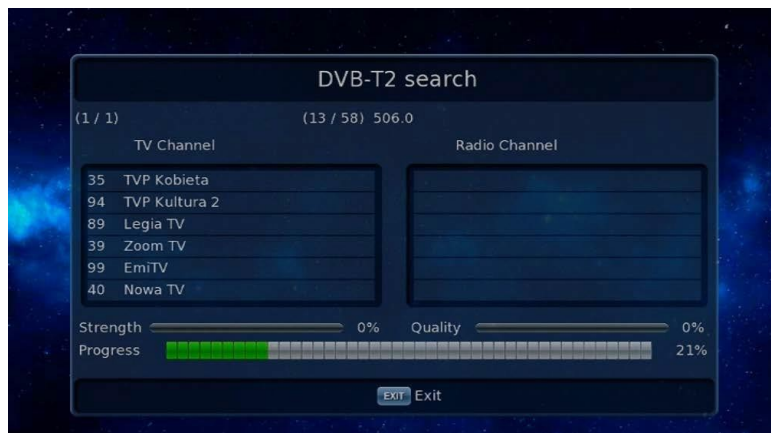 DVB-T2 search
(1 / 1) (13 / 58) 506.0
TV Channel Radio Channel
35 TVP Kobieta
94 TVP Kultura 2
89 Legia TV
39 Zoom TV
99 EmiTV
40 Nowa TV
Strength 0% Quality 0%
Progress 21%
EXIT Exit